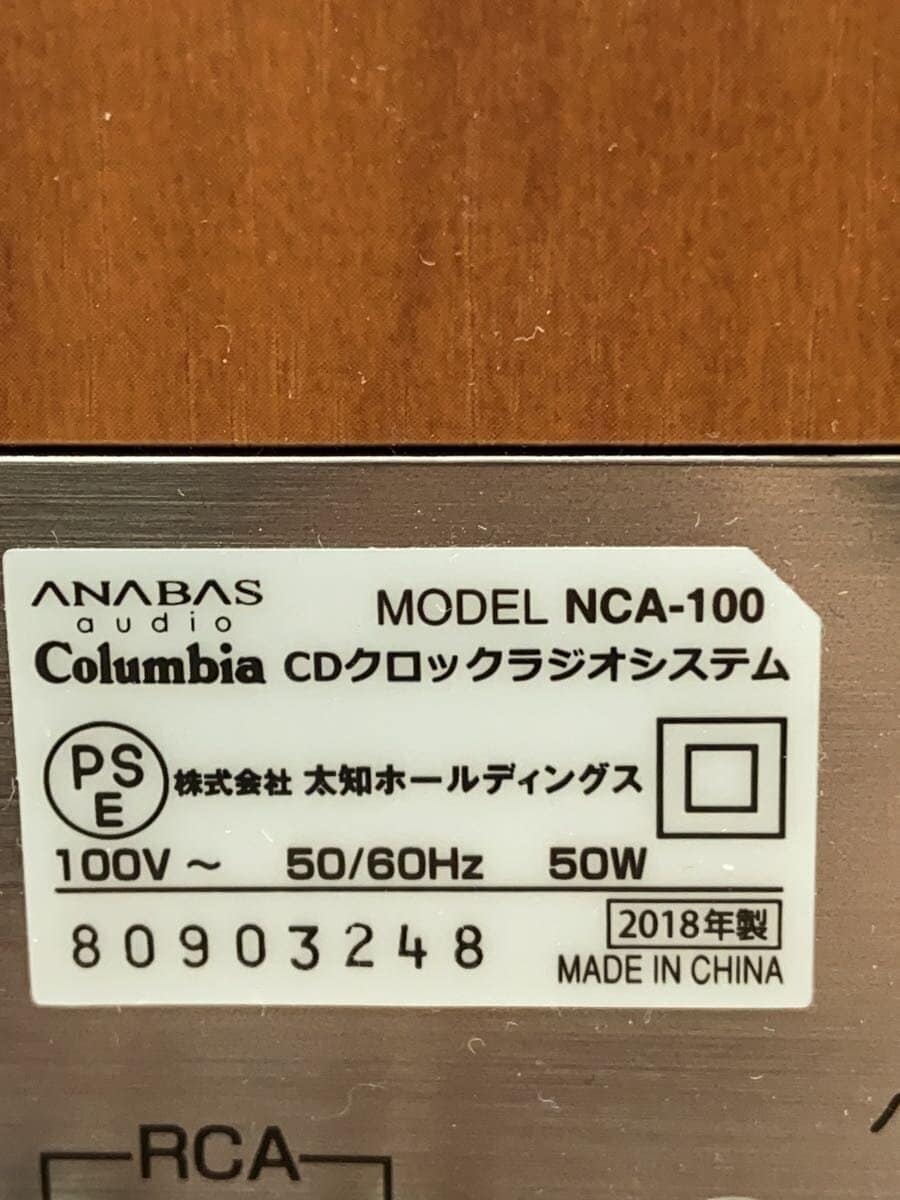 ANABAS
audio
MODEL NCA-100
Columbia CDクロックラジオシステム
PSE 株式会社 太知ホールディングス
100V~ 50/60Hz 50W
80903248
2018年製
MADE IN CHINA
RCA